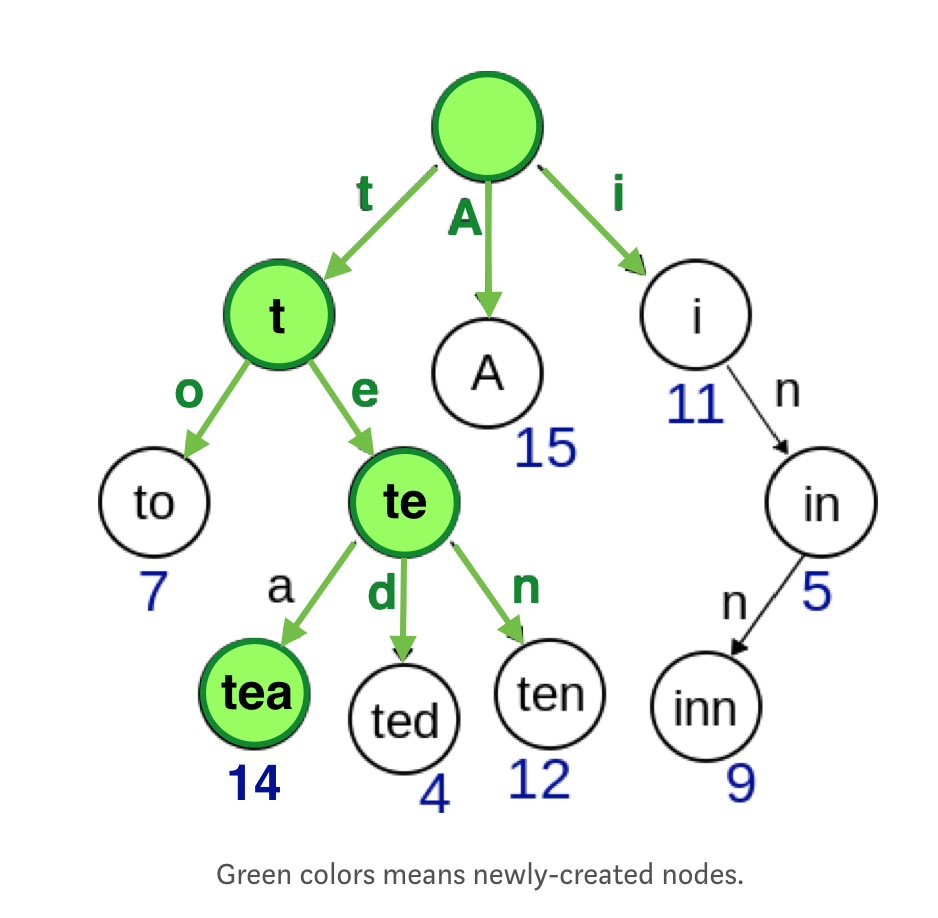 t
A
i
t
A
i
15
11
o
e
n
to
te
in
7
5
a
d
n
n
tea
ted
ten
inn
14
4
12
9
Green colors means newly-created nodes.